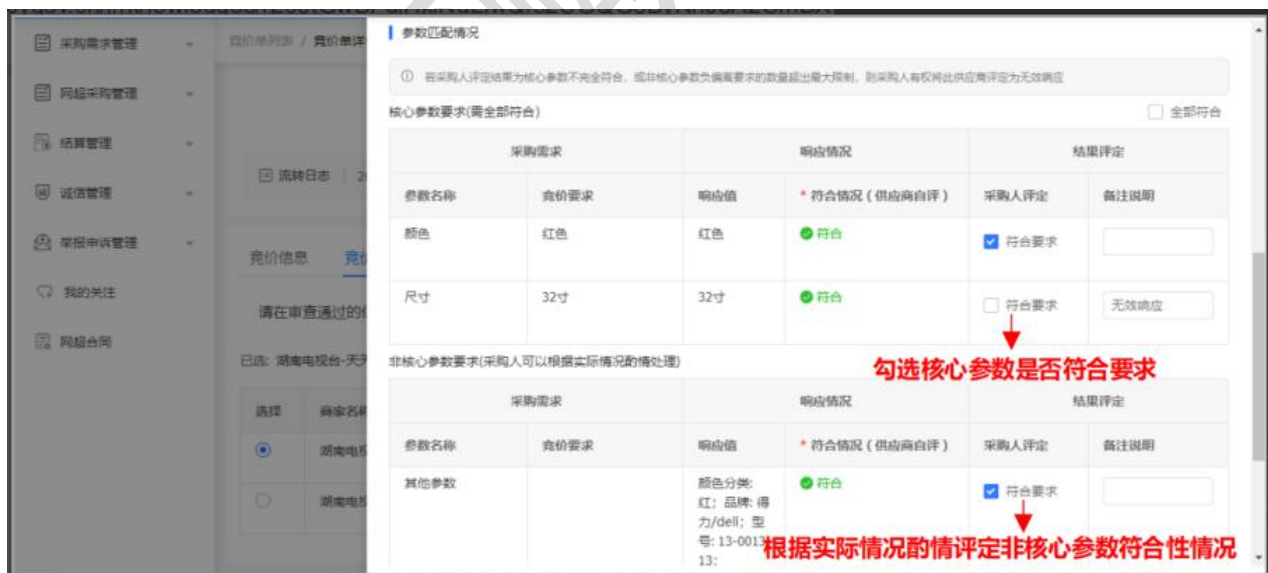 采购需求管理
网超采购管理
结算管理
诚信管理
举报申诉管理
我的关注
网超合同
竞价单列表 / 竞价单详
流转日志
竞价信息
请在审查通过的
已选: 湖南电视台-天天
选择 商家名称
湖南电视
湖南电视
参数匹配情况
若采购人评定结果为核心参数不完全符合，或非核心参数负偏离要求的数量超出最大限制，则采购人有权将此供应商评定为无效响应
核心参数要求(需全部符合) 全部符合
采购需求 响应情况 结果评定
参数名称 竞价要求 响应值 * 符合情况 ( 供应商自评 ) 采购人评定 备注说明
颜色 红色 红色 符合 符合要求
尺寸 32寸 32寸 符合 符合要求 无效响应
勾选核心参数是否符合要求
非核心参数要求(采购人可以根据实际情况酌情处理)
采购需求 响应情况 结果评定
参数名称 竞价要求 响应值 * 符合情况 ( 供应商自评 ) 采购人评定 备注说明
其他参数 颜色分类: 符合 符合要求
红；品牌: 得
力/deli；型
号: 13-0013
13:
根据实际情况酌情评定非核心参数符合性情况